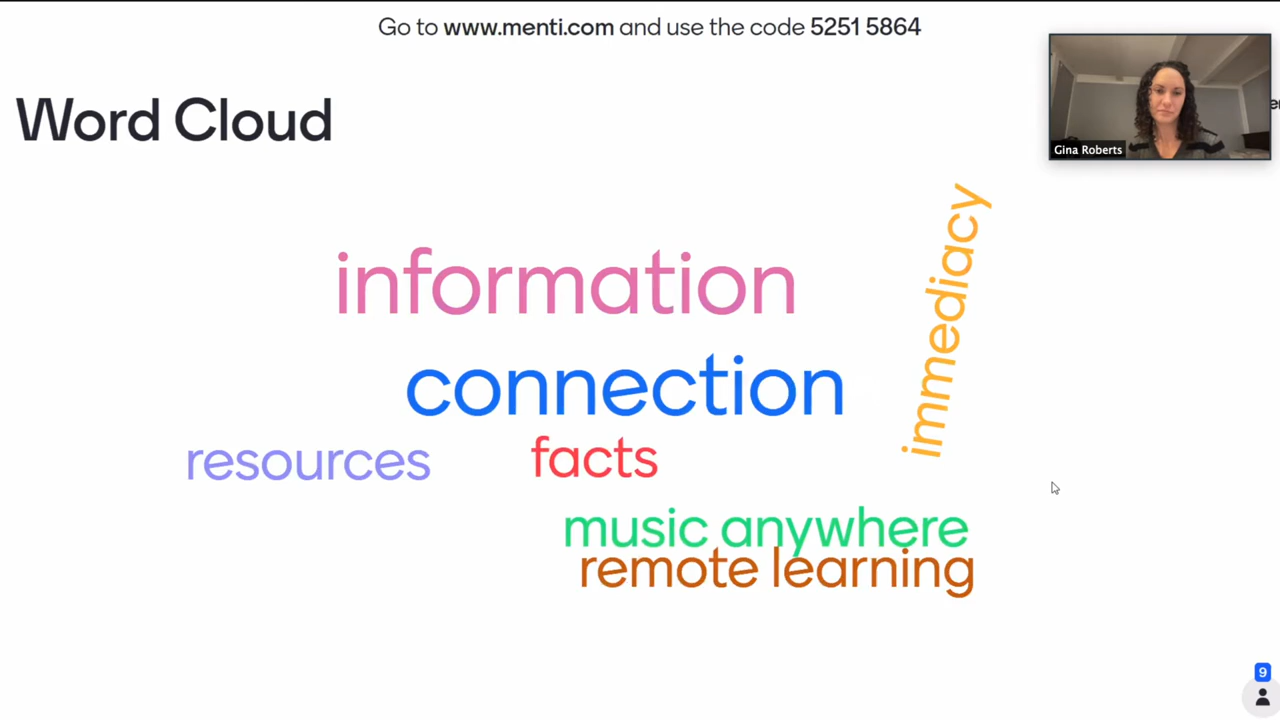 Go to www.menti.com and use the code 5251 5864
Gina Roberts
Word Cloud
immediacy
information
connection
resources
facts
music anywhere
remote learning
9